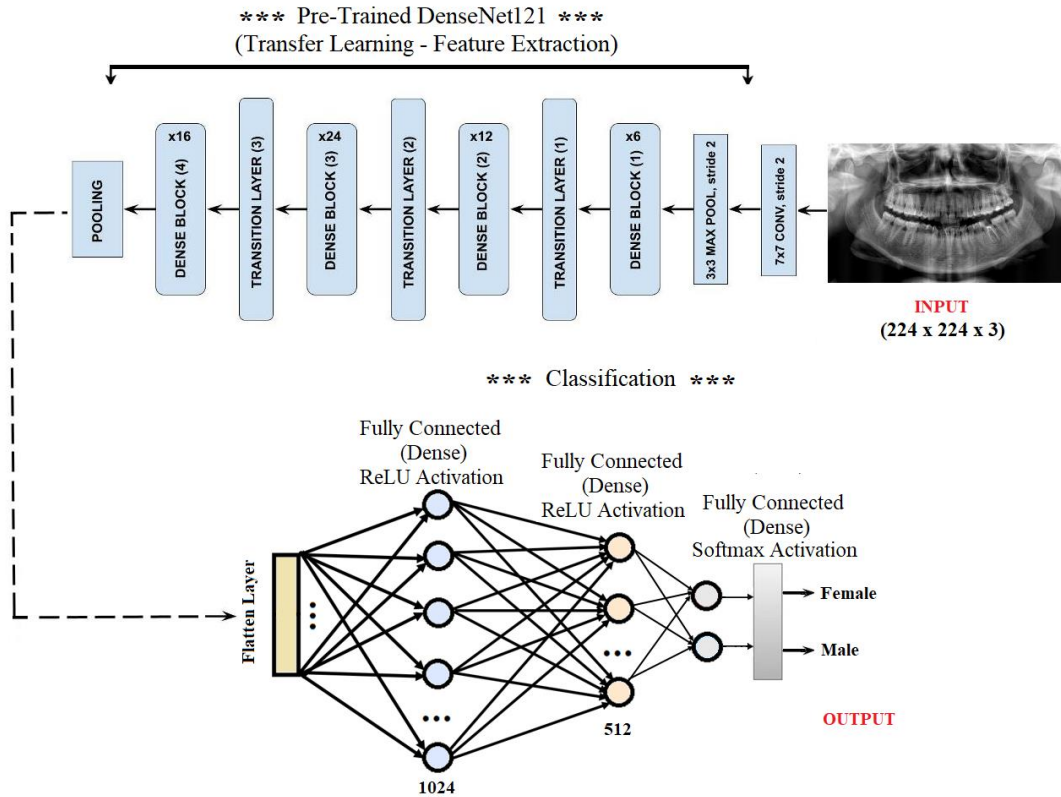 *** Pre-Trained DenseNet121 ***
(Transfer Learning - Feature Extraction)
POOLING
x16
DENSE BLOCK (4)
TRANSITION LAYER (3)
x24
DENSE BLOCK (3)
TRANSITION LAYER (2)
x12
DENSE BLOCK (2)
TRANSITION LAYER (1)
x6
DENSE BLOCK (1)
3x3 MAX POOL, stride 2
7x7 CONV, stride 2
INPUT
(224 x 224 x 3)
*** Classification ***
Fully Connected
(Dense)
ReLU Activation
Fully Connected
(Dense)
ReLU Activation
Fully Connected
(Dense)
Softmax Activation
Flatten Layer
...
...
1024
...
512
Female
Male
OUTPUT